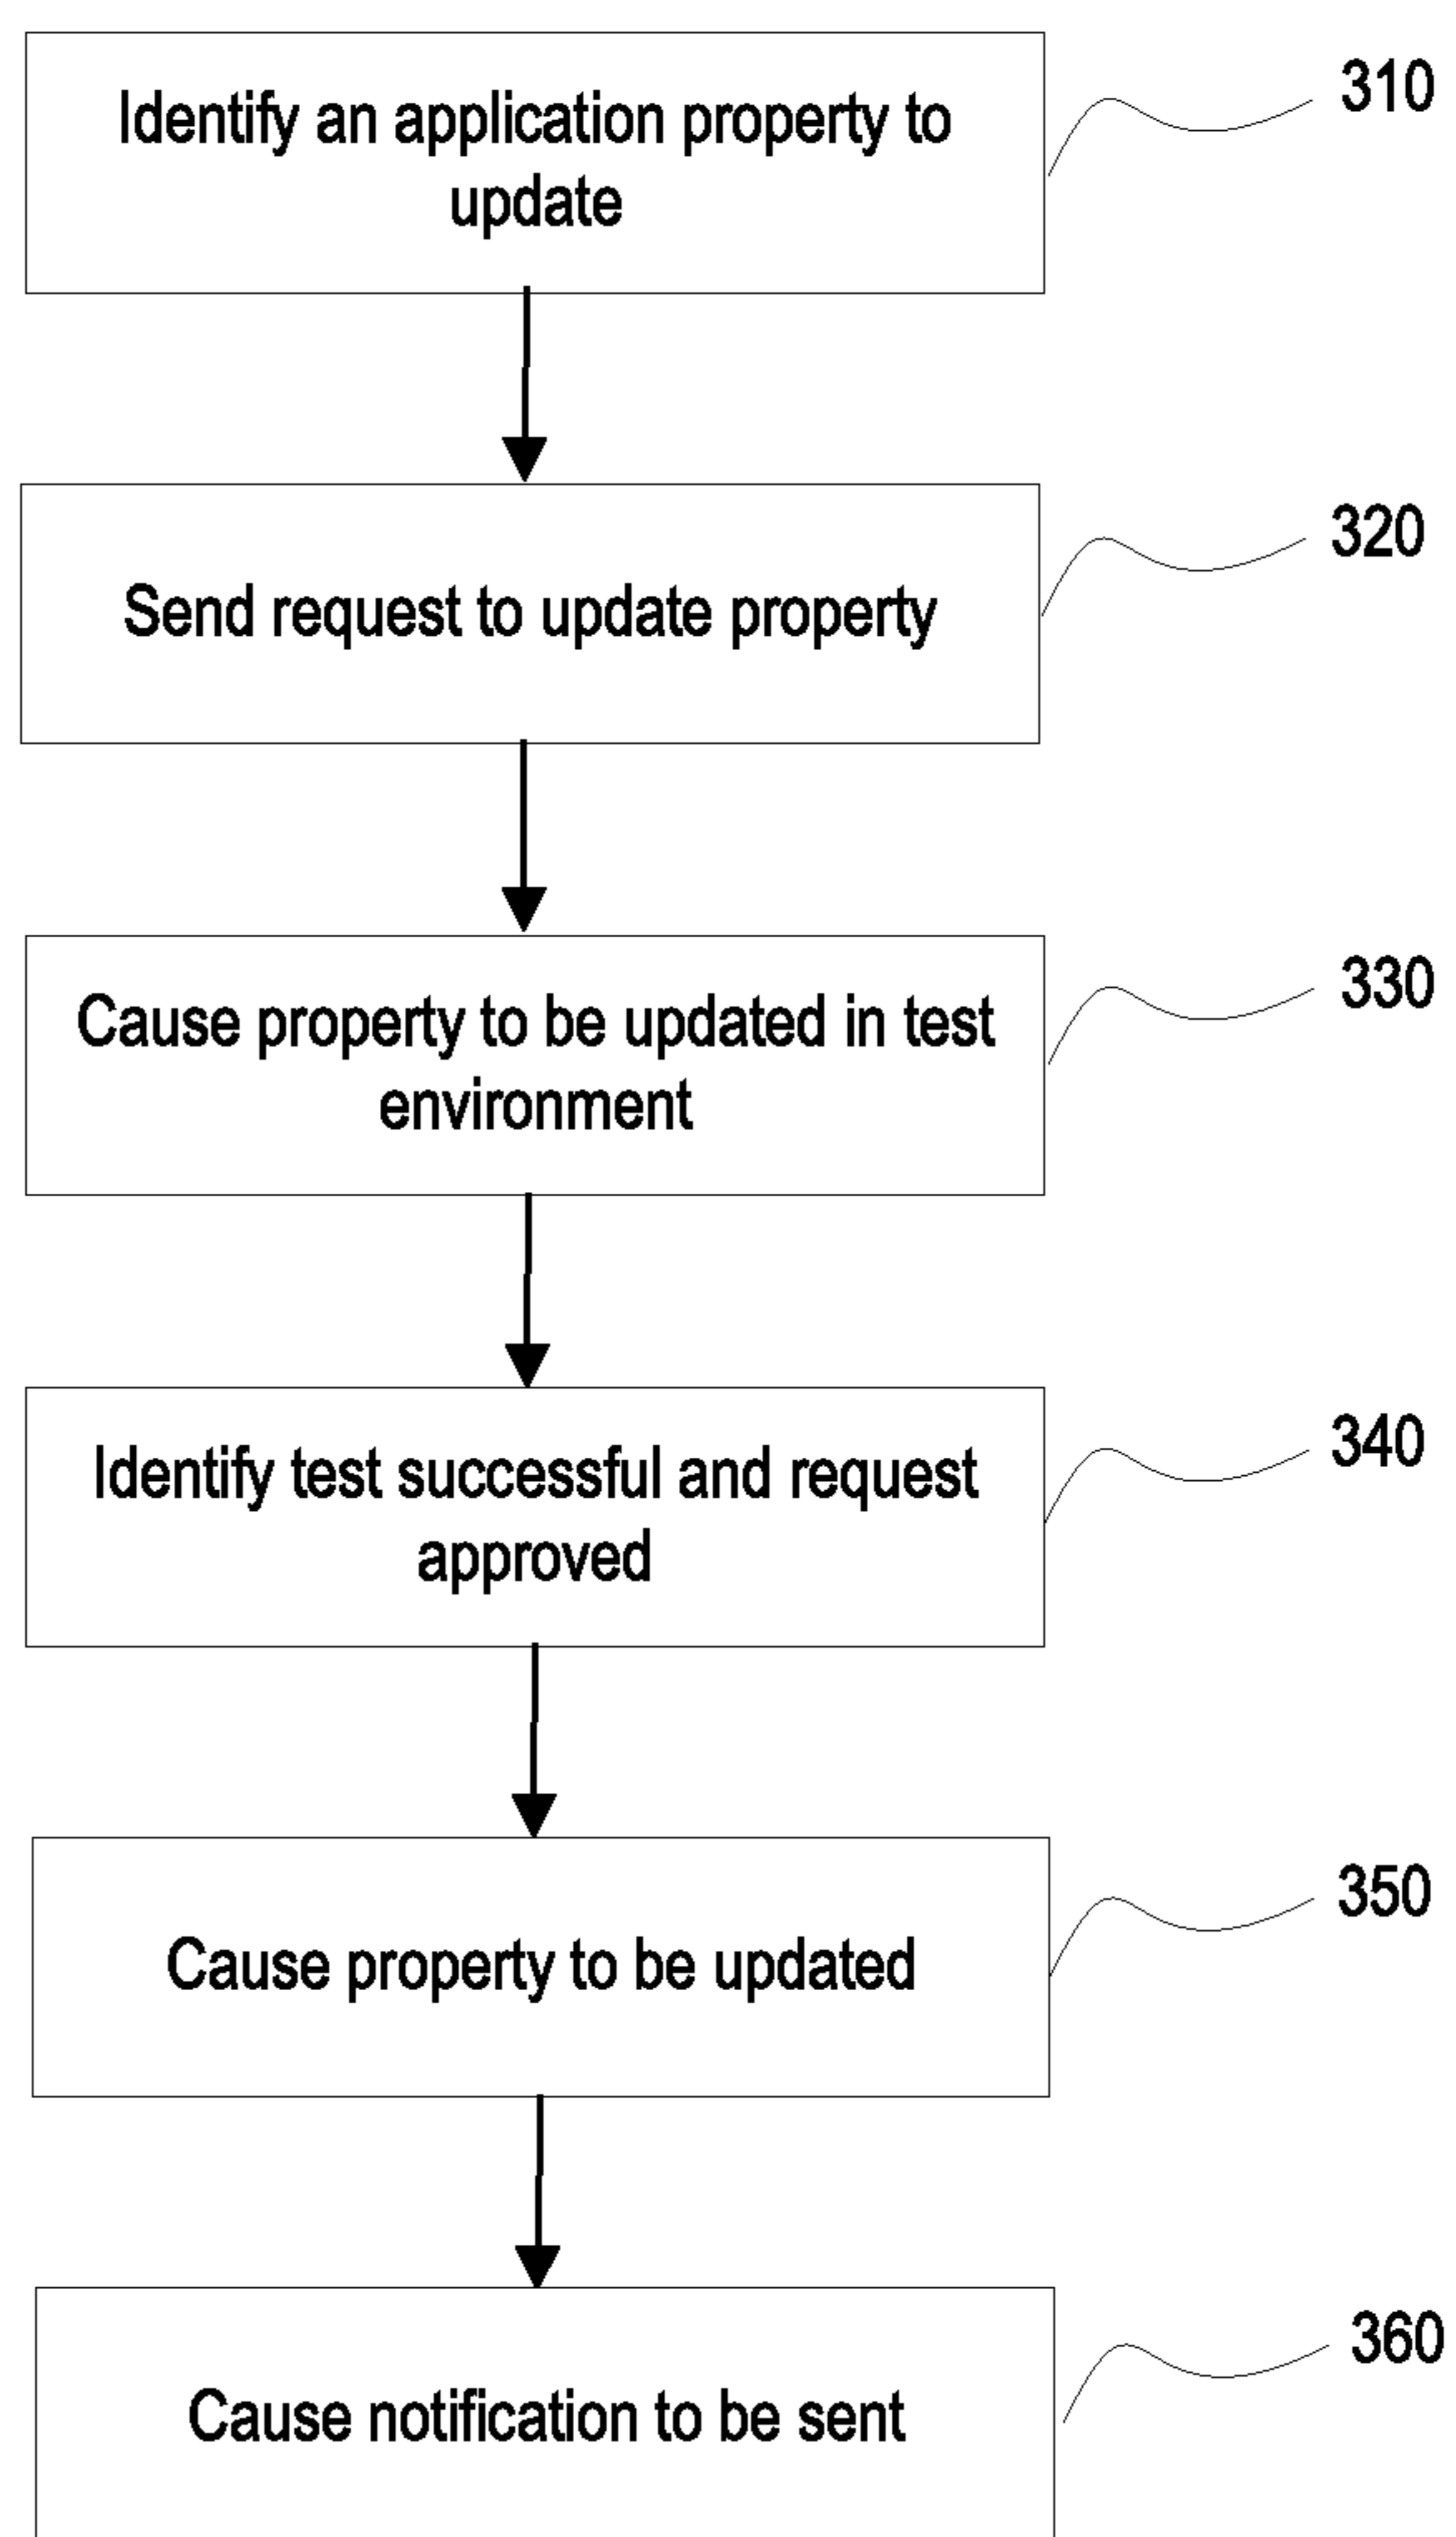 Identify an application property to
update
310
Send request to update property
320
Cause property to be updated in test
environment
330
Identify test successful and request
approved
340
Cause property to be updated
350
Cause notification to be sent
360